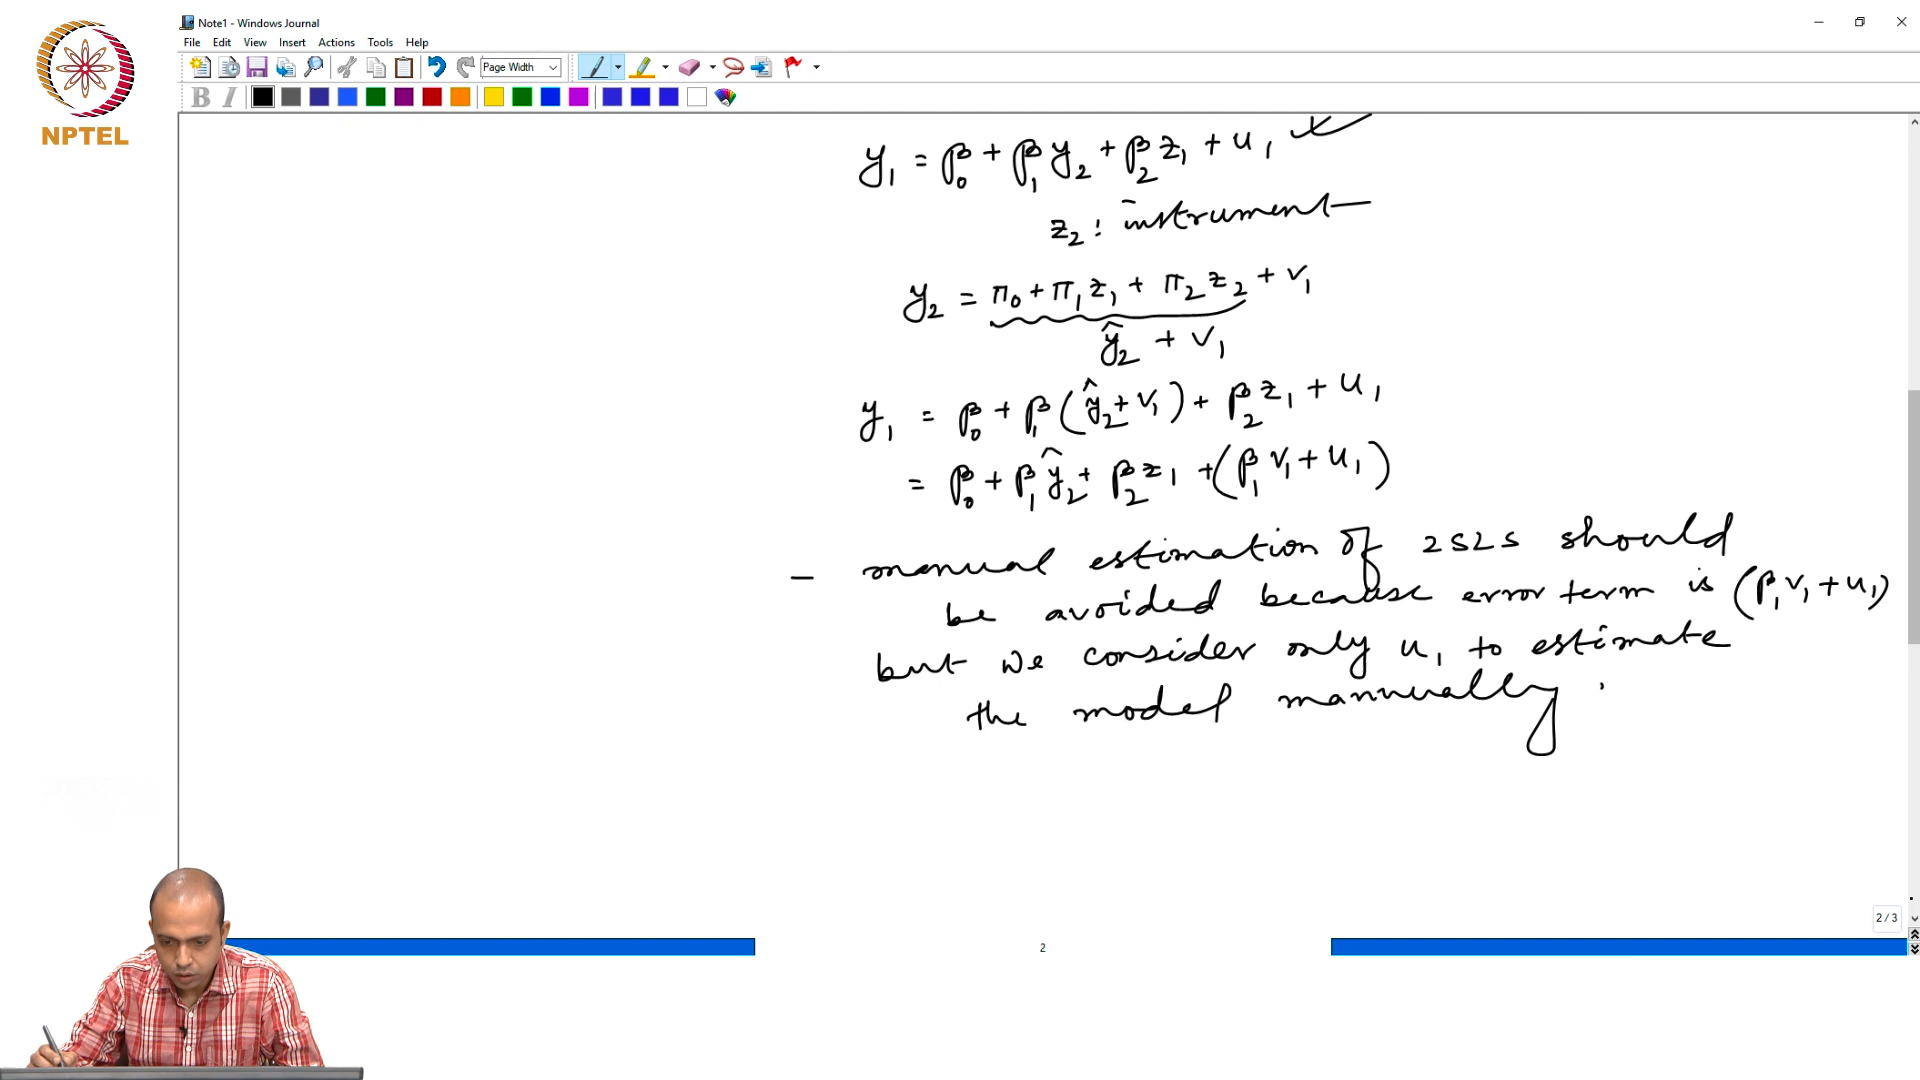 Note1 - Windows Journal
File Edit View Insert Actions Tools Help
Page Width
B I
NPTEL
y₁ = β₀ + β₁ y₂ + β₂ z₁ + u₁
z₂ : instrument
y₂ = π₀ + π₁ z₁ + π₂ z₂ + v₁
ŷ₂ + v₁
y₁ = β₀ + β₁ (ŷ₂ + v₁) + β₂ z₁ + u₁
= β₀ + β₁ ŷ₂ + β₂ z₁ + (β₁ v₁ + u₁)
- manual estimation of 2SLS should
be avoided because error term is (β₁ v₁ + u₁)
but we consider only u₁ to estimate
the model mannually .
2 / 3
2